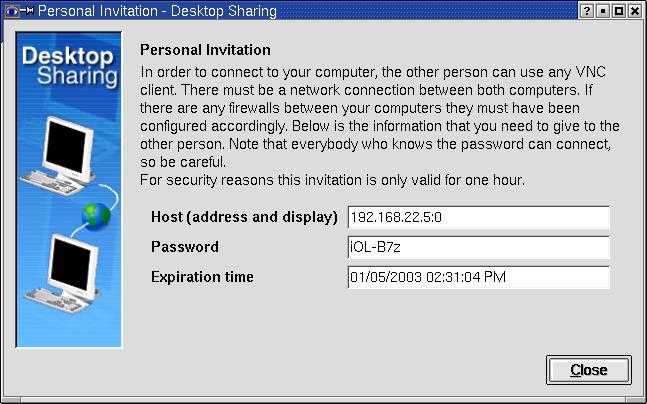 Personal Invitation - Desktop Sharing
Desktop
Sharing
Personal Invitation
In order to connect to your computer, the other person can use any VNC
client. There must be a network connection between both computers. If
there are any firewalls between your computers they must have been
configured accordingly. Below is the information that you need to give to the
other person. Note that everybody who knows the password can connect,
so be careful.
For security reasons this invitation is only valid for one hour.
Host (address and display) 192.168.22.5:0
Password iOL-B7z
Expiration time 01/05/2003 02:31:04 PM
Close